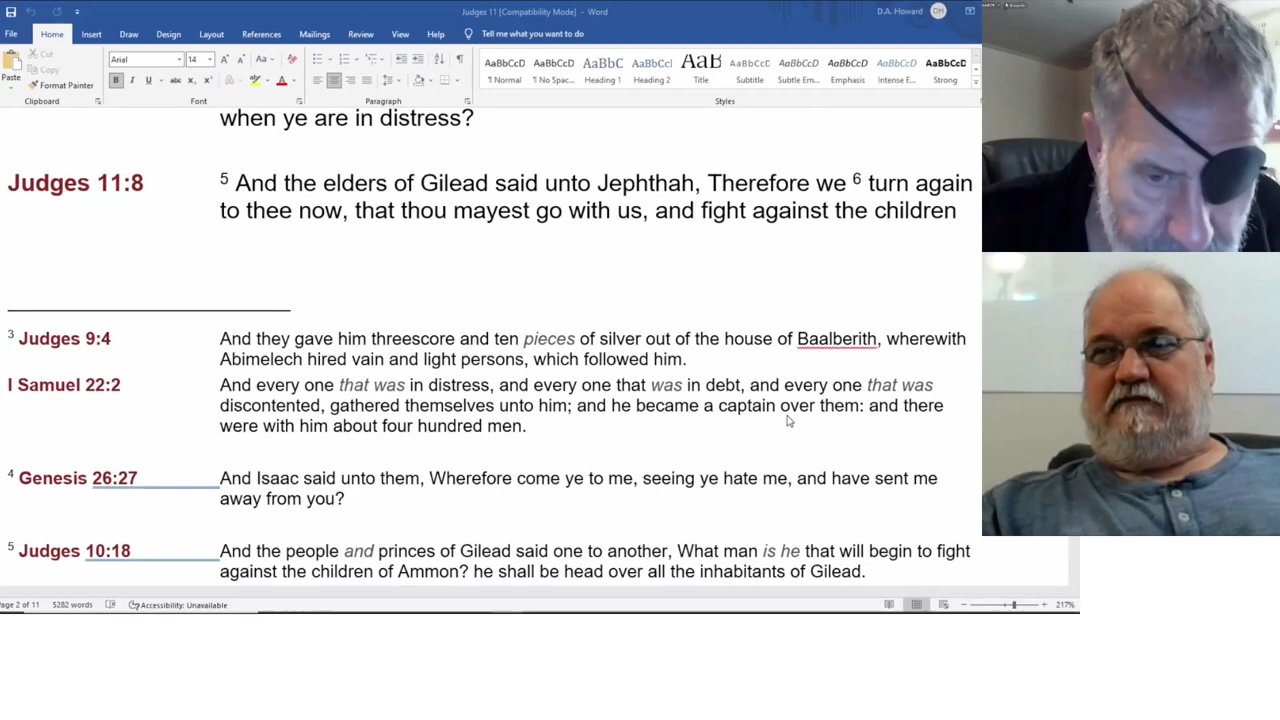 Judges 11 [Compatibility Mode] - Word
D.A. Howard DH
File Home Insert Draw Design Layout References Mailings Review View Help Tell me what you want to do
Paste Cut Copy Format Painter
Arial 14
AaBbCcD AaBbCcD AaBbC AaBbCcl AaH AaBbCcD AaBbCcD AaBbCcD AaBbCcD AaBbCcD
¶ Normal ¶ No Spac... Heading 1 Heading 2 Title Subtitle Subtle Em... Emphasis Intense E... Strong
Clipboard Font Paragraph Styles
when ye are in distress?
Judges 11:8 5 And the elders of Gilead said unto Jephthah, Therefore we 6 turn again
to thee now, that thou mayest go with us, and fight against the children
3 Judges 9:4 And they gave him threescore and ten pieces of silver out of the house of Baalberith, wherewith
Abimelech hired vain and light persons, which followed him.
I Samuel 22:2 And every one that was in distress, and every one that was in debt, and every one that was
discontented, gathered themselves unto him; and he became a captain over them: and there
were with him about four hundred men.
4 Genesis 26:27 And Isaac said unto them, Wherefore come ye to me, seeing ye hate me, and have sent me
away from you?
5 Judges 10:18 And the people and princes of Gilead said one to another, What man is he that will begin to fight
against the children of Ammon? he shall be head over all the inhabitants of Gilead.
Page 2 of 11 5282 words Accessibility: Unavailable 217%